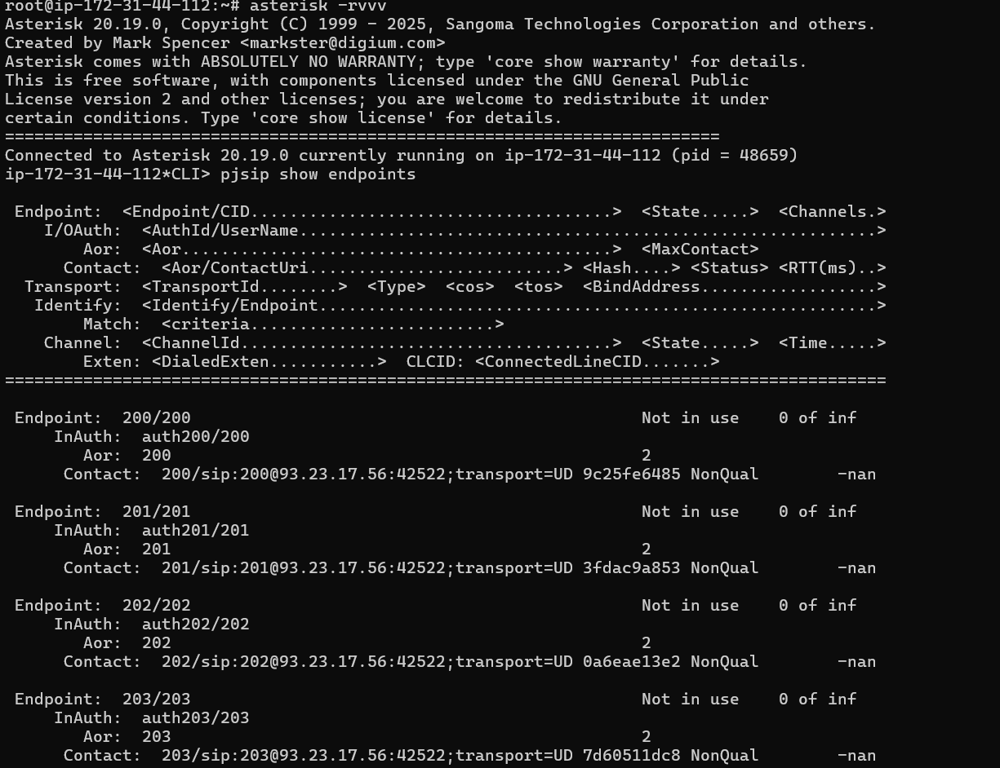 root@ip-172-31-44-112:~# asterisk -rvvv
Asterisk 20.19.0, Copyright (C) 1999 - 2025, Sangoma Technologies Corporation and others.
Created by Mark Spencer <markster@digium.com>
Asterisk comes with ABSOLUTELY NO WARRANTY; type 'core show warranty' for details.
This is free software, with components licensed under the GNU General Public
License version 2 and other licenses; you are welcome to redistribute it under
certain conditions. Type 'core show license' for details.
=========================================================================
Connected to Asterisk 20.19.0 currently running on ip-172-31-44-112 (pid = 48659)
ip-172-31-44-112*CLI> pjsip show endpoints

 Endpoint:  <Endpoint/CID.....................................>  <State.....>  <Channels.>
    I/OAuth:  <AuthId/UserName...........................................................>
        Aor:  <Aor............................................>  <MaxContact>
      Contact:  <Aor/ContactUri..........................> <Hash....> <Status> <RTT(ms)..>
  Transport:  <TransportId........>  <Type>  <cos>  <tos>  <BindAddress..................>
   Identify:  <Identify/Endpoint.........................................................>
        Match:  <criteria.........................>
    Channel:  <ChannelId......................................>  <State.....>  <Time.....>
        Exten: <DialedExten...........>  CLCID: <ConnectedLineCID.......>
==========================================================================================

 Endpoint:  200/200                                              Not in use    0 of inf
     InAuth:  auth200/200
        Aor:  200                                                2
      Contact:  200/sip:200@93.23.17.56:42522;transport=UD 9c25fe6485 NonQual        -nan

 Endpoint:  201/201                                              Not in use    0 of inf
     InAuth:  auth201/201
        Aor:  201                                                2
      Contact:  201/sip:201@93.23.17.56:42522;transport=UD 3fdac9a853 NonQual        -nan

 Endpoint:  202/202                                              Not in use    0 of inf
     InAuth:  auth202/202
        Aor:  202                                                2
      Contact:  202/sip:202@93.23.17.56:42522;transport=UD 0a6eae13e2 NonQual        -nan

 Endpoint:  203/203                                              Not in use    0 of inf
     InAuth:  auth203/203
        Aor:  203                                                2
      Contact:  203/sip:203@93.23.17.56:42522;transport=UD 7d60511dc8 NonQual        -nan